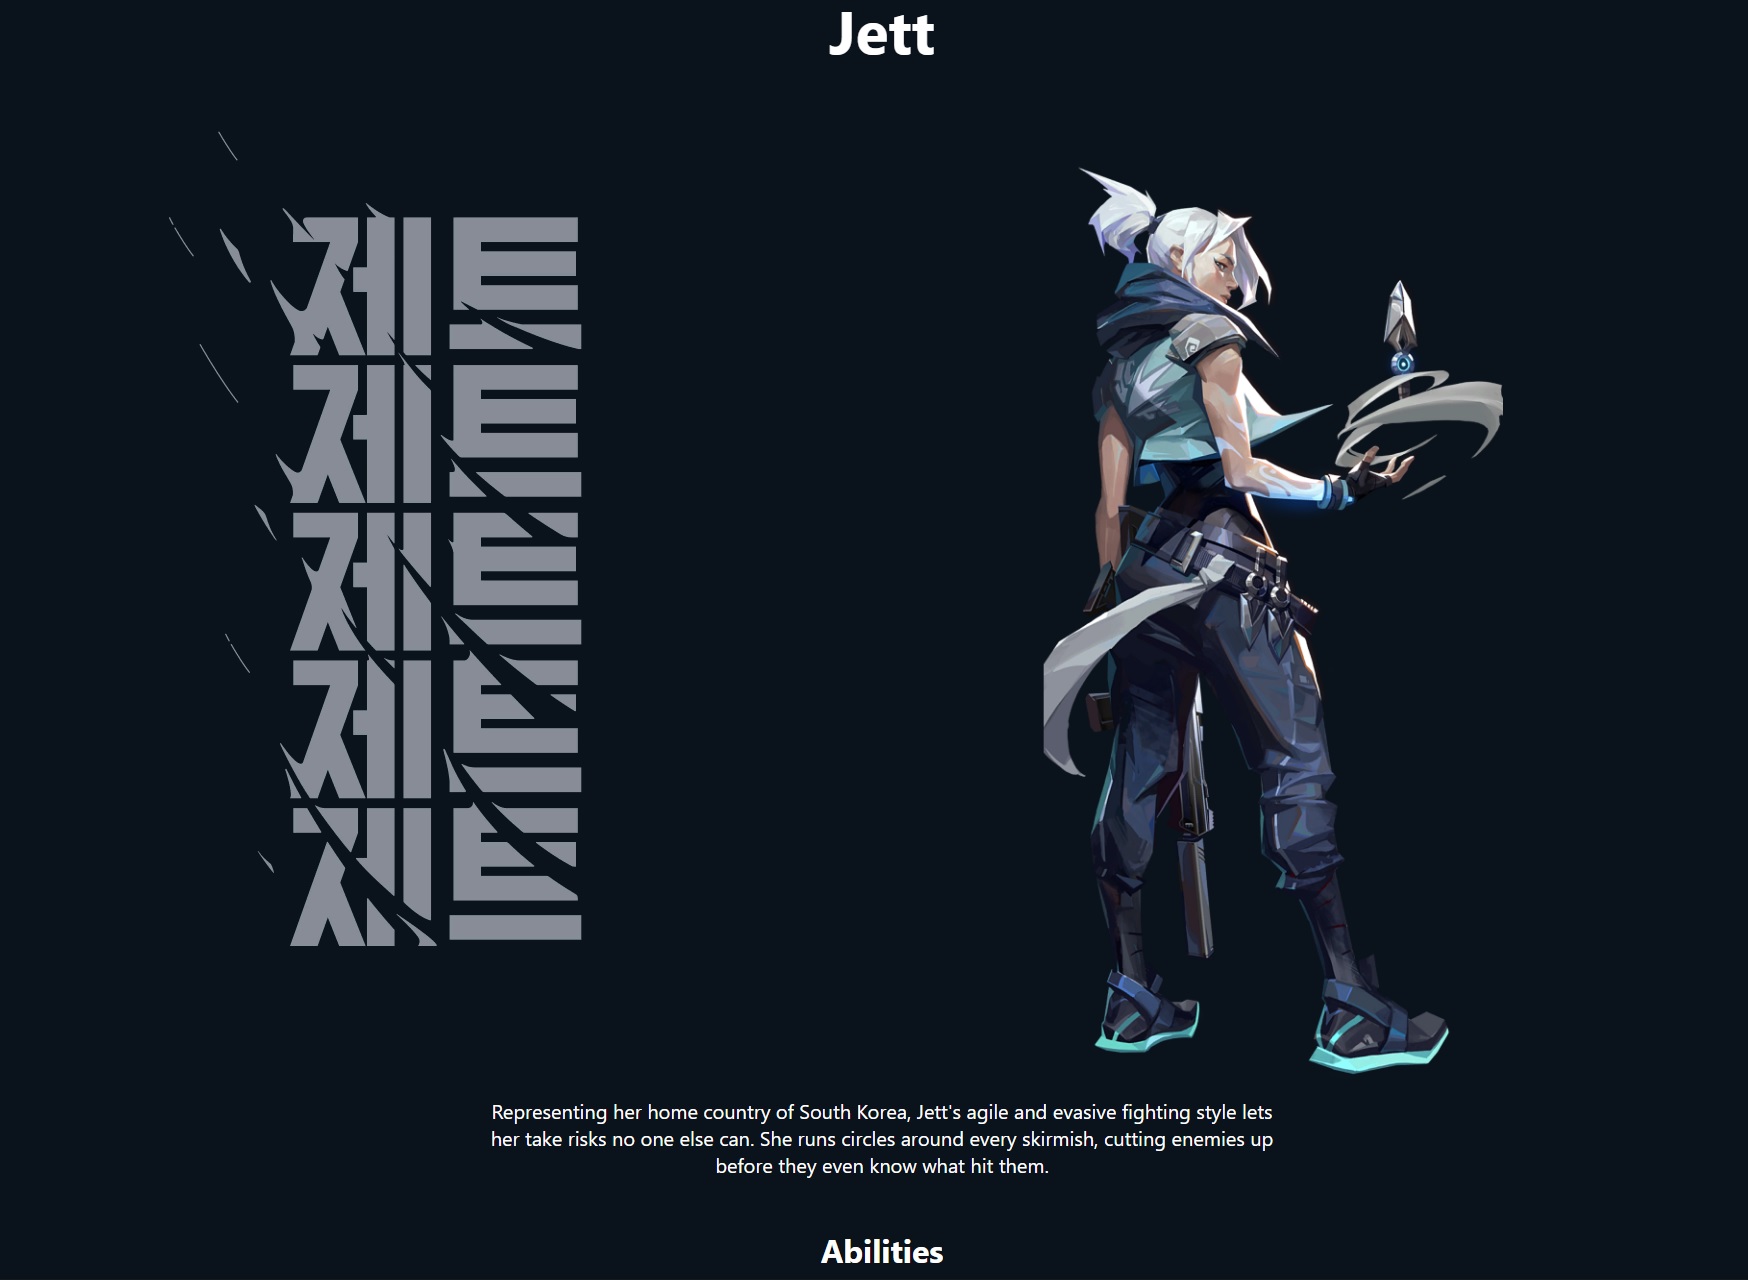 Jett
제트
제트
제트
제트
제트
Representing her home country of South Korea, Jett's agile and evasive fighting style lets
her take risks no one else can. She runs circles around every skirmish, cutting enemies up
before they even know what hit them.
Abilities